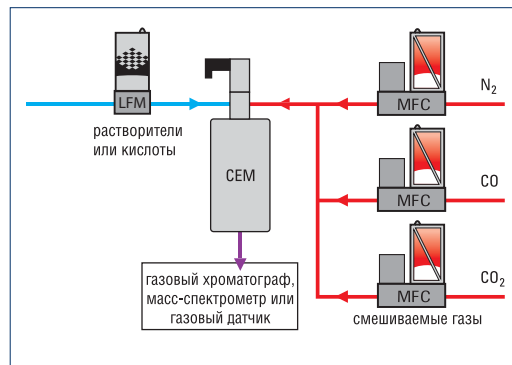 LFM
растворители
или кислоты
CEM
газовый хроматограф,
масс-спектрометр или
газовый датчик
MFC
N₂
MFC
CO
MFC
CO₂
смешиваемые газы